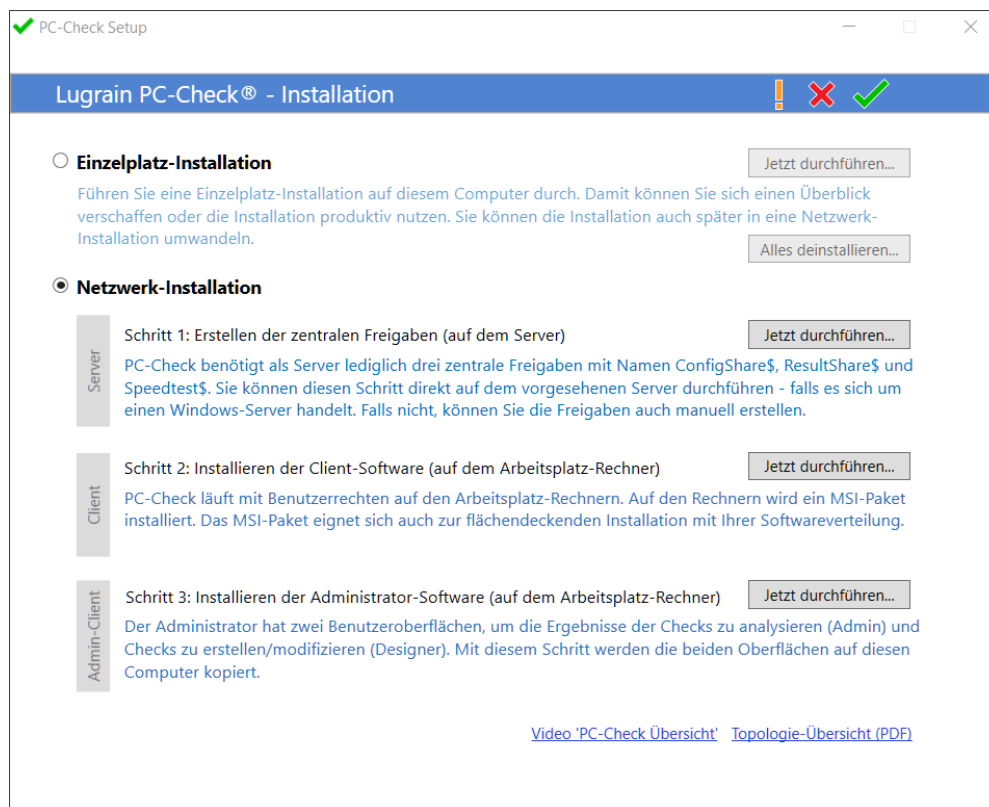 PC-Check Setup
Lugrain PC-Check® - Installation
Einzelplatz-Installation
Jetzt durchführen...
Führen Sie eine Einzelplatz-Installation auf diesem Computer durch. Damit können Sie sich einen Überblick
verschaffen oder die Installation produktiv nutzen. Sie können die Installation auch später in eine Netzwerk-
Installation umwandeln.
Alles deinstallieren...
Netzwerk-Installation
Server
Schritt 1: Erstellen der zentralen Freigaben (auf dem Server)
Jetzt durchführen...
PC-Check benötigt als Server lediglich drei zentrale Freigaben mit Namen ConfigShare$, ResultShare$ und
Speedtest$. Sie können diesen Schritt direkt auf dem vorgesehenen Server durchführen - falls es sich um
einen Windows-Server handelt. Falls nicht, können Sie die Freigaben auch manuell erstellen.
Client
Schritt 2: Installieren der Client-Software (auf dem Arbeitsplatz-Rechner)
Jetzt durchführen...
PC-Check läuft mit Benutzerrechten auf den Arbeitsplatz-Rechnern. Auf den Rechnern wird ein MSI-Paket
installiert. Das MSI-Paket eignet sich auch zur flächendeckenden Installation mit Ihrer Softwareverteilung.
Admin-Client
Schritt 3: Installieren der Administrator-Software (auf dem Arbeitsplatz-Rechner)
Jetzt durchführen...
Der Administrator hat zwei Benutzeroberflächen, um die Ergebnisse der Checks zu analysieren (Admin) und
Checks zu erstellen/modifizieren (Designer). Mit diesem Schritt werden die beiden Oberflächen auf diesen
Computer kopiert.
Video 'PC-Check Übersicht'
Topologie-Übersicht (PDF)